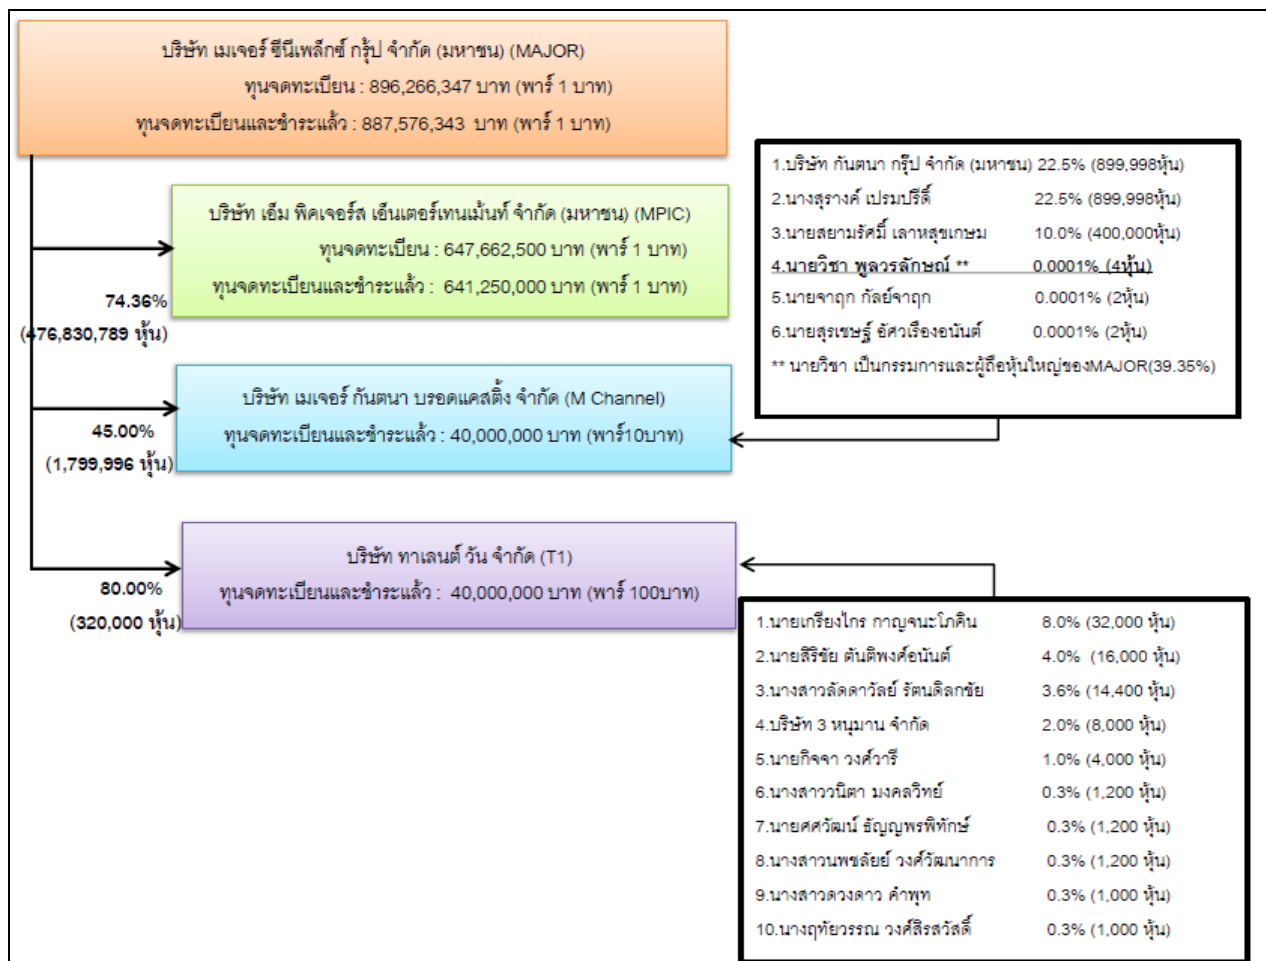 บริษัท เมเจอร์ ซีนีเพล็กซ์ กรุ้ป จำกัด (มหาชน) (MAJOR)
ทุนจดทะเบียน : 896,266,347 บาท (พาร์ 1 บาท)
ทุนจดทะเบียนและชำระแล้ว : 887,576,343 บาท (พาร์ 1 บาท)
บริษัท เอ็ม พิคเจอร์ส เอ็นเตอร์เทนเม้นท์ จำกัด (มหาชน) (MPIC)
ทุนจดทะเบียน : 647,662,500 บาท (พาร์ 1 บาท)
ทุนจดทะเบียนและชำระแล้ว : 641,250,000 บาท (พาร์ 1 บาท)
74.36%
(476,830,789 หุ้น)
1.บริษัท กันตนา กรุ๊ป จำกัด (มหาชน) 22.5% (899,998หุ้น)
2.นางสุรางค์ เปรมปรีดิ์ 22.5% (899,998หุ้น)
3.นายสยามรัศมิ์ เลาหสุขเกษม 10.0% (400,000หุ้น)
4.นายวิชา พูลวรลักษณ์ ** 0.0001% (4หุ้น)
5.นายจาฤก กัลย์จาฤก 0.0001% (2หุ้น)
6.นายสุรเชษฐ์ อัศวเรืองอนันต์ 0.0001% (2หุ้น)
** นายวิชา เป็นกรรมการและผู้ถือหุ้นใหญ่ของMAJOR(39.35%)
บริษัท เมเจอร์ กันตนา บรอดแคสติ้ง จำกัด (M Channel)
ทุนจดทะเบียนและชำระแล้ว : 40,000,000 บาท (พาร์10บาท)
45.00%
(1,799,996 หุ้น)
บริษัท ทาเลนต์ วัน จำกัด (T1)
ทุนจดทะเบียนและชำระแล้ว : 40,000,000 บาท (พาร์ 100บาท)
80.00%
(320,000 หุ้น)
1.นายเกรียงไกร กาญจนะโภคิน 8.0% (32,000 หุ้น)
2.นายสิริชัย ตันติพงศ์อนันต์ 4.0% (16,000 หุ้น)
3.นางสาวลัดดาวัลย์ รัตนดิลกชัย 3.6% (14,400 หุ้น)
4.บริษัท 3 หนุมาน จำกัด 2.0% (8,000 หุ้น)
5.นายกิจจา วงศ์วารี 1.0% (4,000 หุ้น)
6.นางสาววนิตา มงคลวิทย์ 0.3% (1,200 หุ้น)
7.นายศศวัฒน์ ธัญญพรพิทักษ์ 0.3% (1,200 หุ้น)
8.นางสาวนพชลัยย์ วงศ์วัฒนาการ 0.3% (1,200 หุ้น)
9.นางสาวดวงดาว คำพุท 0.3% (1,000 หุ้น)
10.นางฤทัยวรรณ วงศ์สิรสวัสดิ์ 0.3% (1,000 หุ้น)